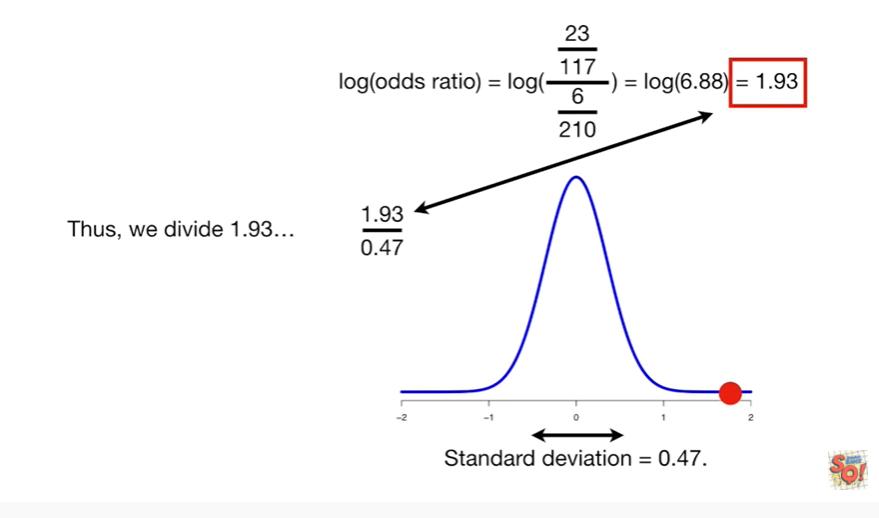 23
117
log(odds ratio) = log( ) = log(6.88) = 1.93
6
210
Thus, we divide 1.93...
1.93
0.47
-2 -1 0 1 2
Standard deviation = 0.47.
SQ!